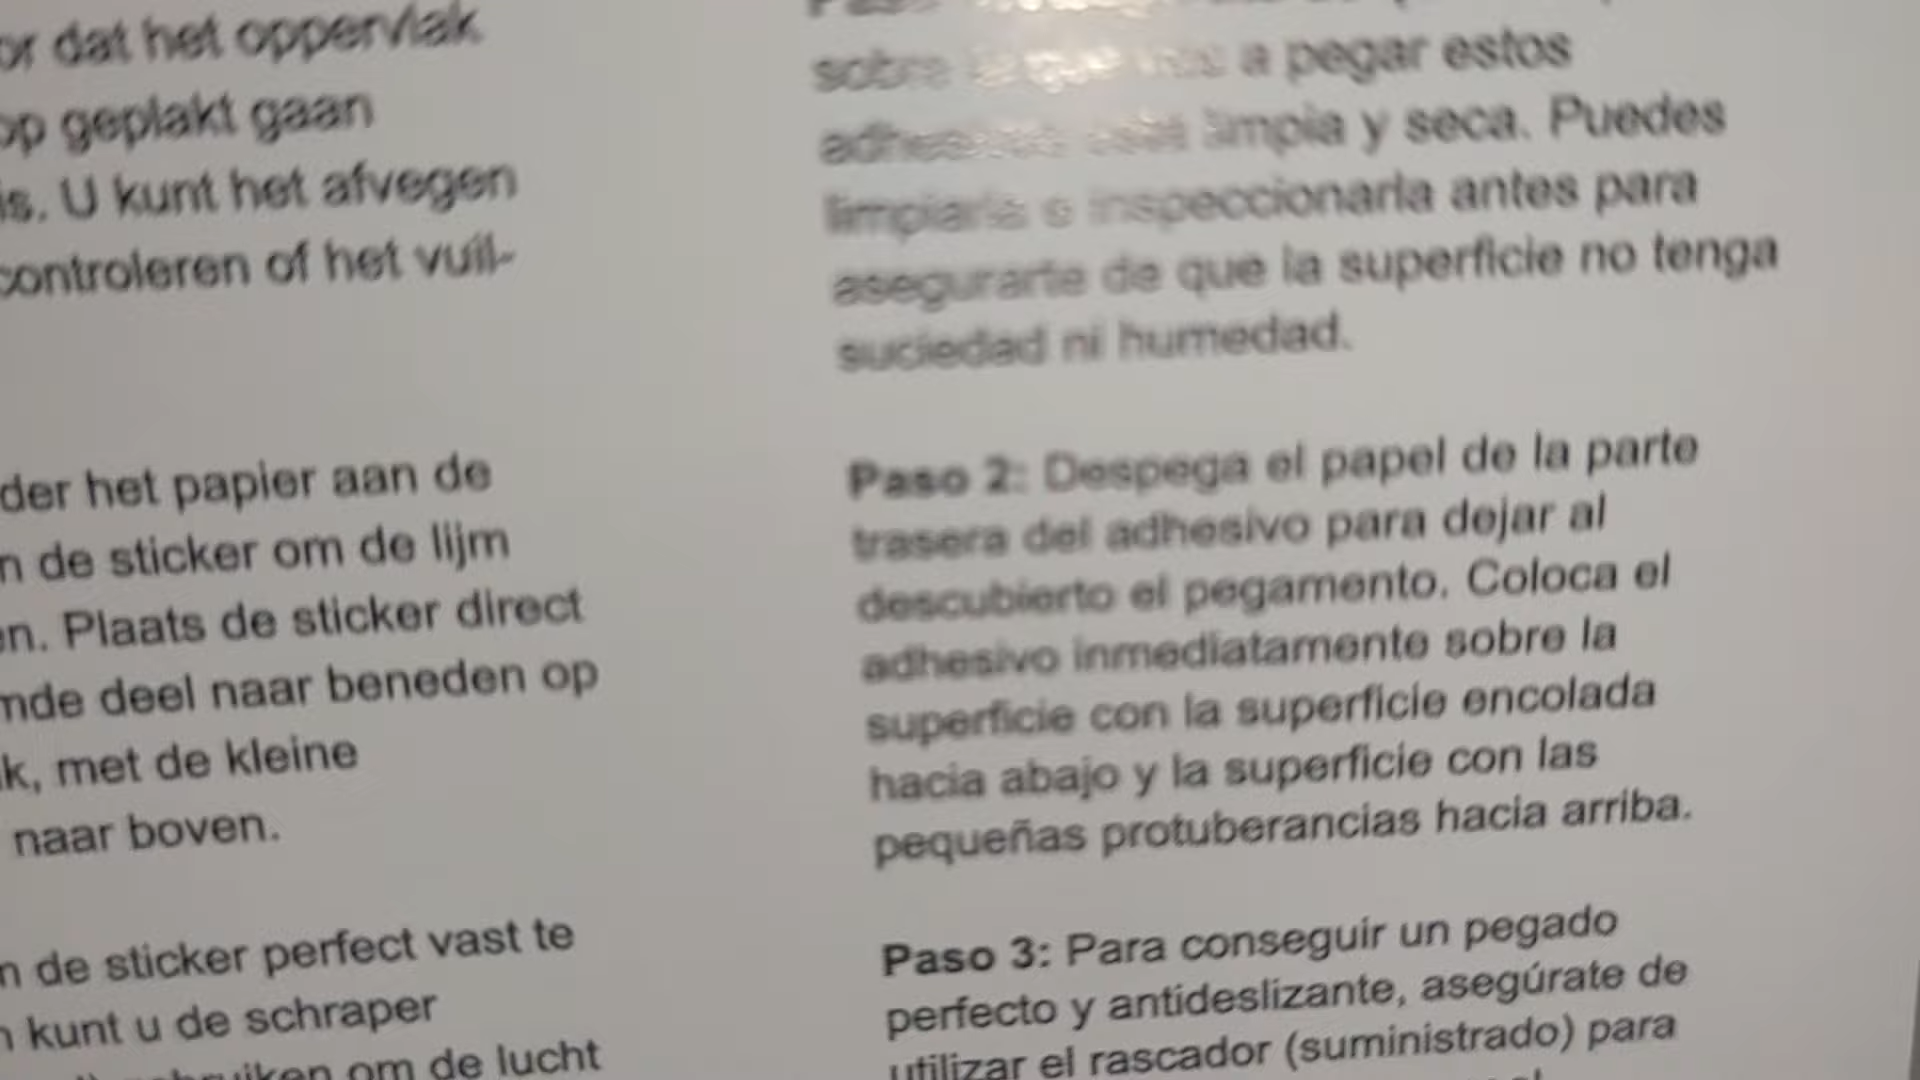 or dat het oppervlak
op geplakt gaan
is. U kunt het afvegen
controleren of het vuil-
der het papier aan de
n de sticker om de lijm
en. Plaats de sticker direct
mde deel naar beneden op
k, met de kleine
naar boven.
n de sticker perfect vast te
n kunt u de schraper
om de lucht
sobre a pegar estos
limpia y seca. Puedes
limpiarla o inspeccionarla antes para
asegurarte de que la superficie no tenga
suciedad ni humedad.
Paso 2: Despega el papel de la parte
trasera del adhesivo para dejar al
descubierto el pegamento. Coloca el
adhesivo inmediatamente sobre la
superficie con la superficie encolada
hacia abajo y la superficie con las
pequeñas protuberancias hacia arriba.
Paso 3: Para conseguir un pegado
perfecto y antideslizante, asegúrate de
utilizar el rascador (suministrado) para